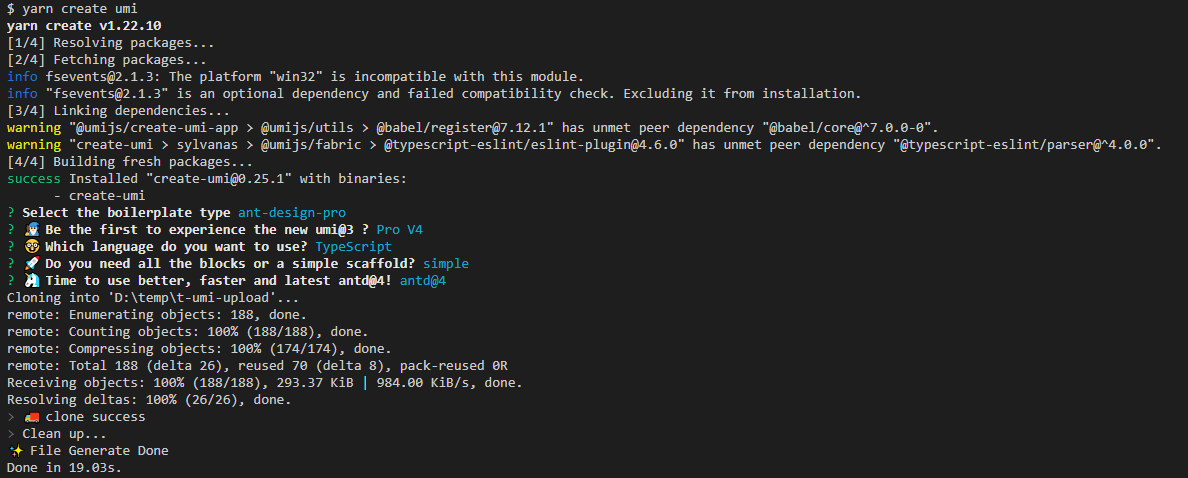 $ yarn create umi
yarn create v1.22.10
[1/4] Resolving packages...
[2/4] Fetching packages...
info fsevents@2.1.3: The platform "win32" is incompatible with this module.
info "fsevents@2.1.3" is an optional dependency and failed compatibility check. Excluding it from installation.
[3/4] Linking dependencies...
warning "@umijs/create-umi-app > @umijs/utils > @babel/register@7.12.1" has unmet peer dependency "@babel/core@^7.0.0-0".
warning "create-umi > sylvanas > @umijs/fabric > @typescript-eslint/eslint-plugin@4.6.0" has unmet peer dependency "@typescript-eslint/parser@^4.0.0".
[4/4] Building fresh packages...
success Installed "create-umi@0.25.1" with binaries:
      - create-umi
? Select the boilerplate type ant-design-pro
? 🧙 Be the first to experience the new umi@3 ? Pro V4
? 🤓 Which language do you want to use? TypeScript
? 🚀 Do you need all the blocks or a simple scaffold? simple
? 🦄 Time to use better, faster and latest antd@4! antd@4
Cloning into 'D:\temp\t-umi-upload'...
remote: Enumerating objects: 188, done.
remote: Counting objects: 100% (188/188), done.
remote: Compressing objects: 100% (174/174), done.
remote: Total 188 (delta 26), reused 70 (delta 8), pack-reused 0R
Receiving objects: 100% (188/188), 293.37 KiB | 984.00 KiB/s, done.
Resolving deltas: 100% (26/26), done.
> 🚚 clone success
> Clean up...
✨ File Generate Done
Done in 19.03s.